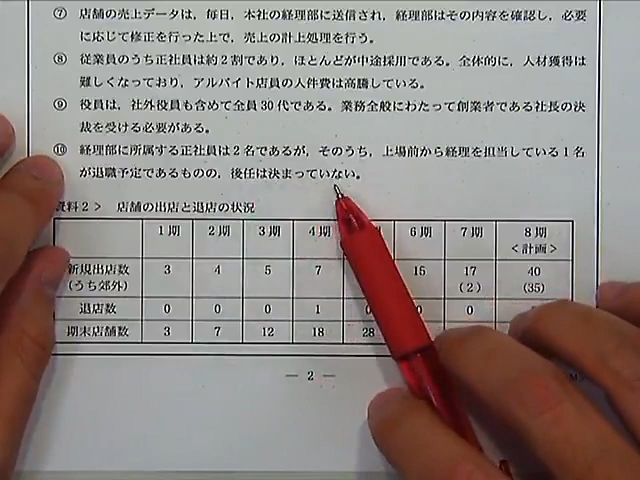 ⑦ 店舗の売上データは，毎日，本社の経理部に送信され，経理部はその内容を確認し，必要
に応じて修正を行った上で，売上の計上処理を行う。
⑧ 従業員のうち正社員は約2割であり，ほとんどが中途採用である。全体的に，人材獲得は
難しくなっており，アルバイト店員の人件費は高騰している。
⑨ 役員は，社外役員も含めて全員30代である。業務全般にわたって創業者である社長の決
裁を受ける必要がある。
⑩ 経理部に所属する正社員は2名であるが，そのうち，上場前から経理を担当している1名
が退職予定であるものの，後任は決まっていない。
資料2＞ 店舗の出店と退店の状況
1期 2期 3期 4期 6期 7期 8期
＜計画＞
新規出店数 3 4 5 7 15 17 40
(うち郊外) (2) (35)
退店数 0 0 0 1 0 0
期末店舗数 3 7 12 18 28
― 2 ―